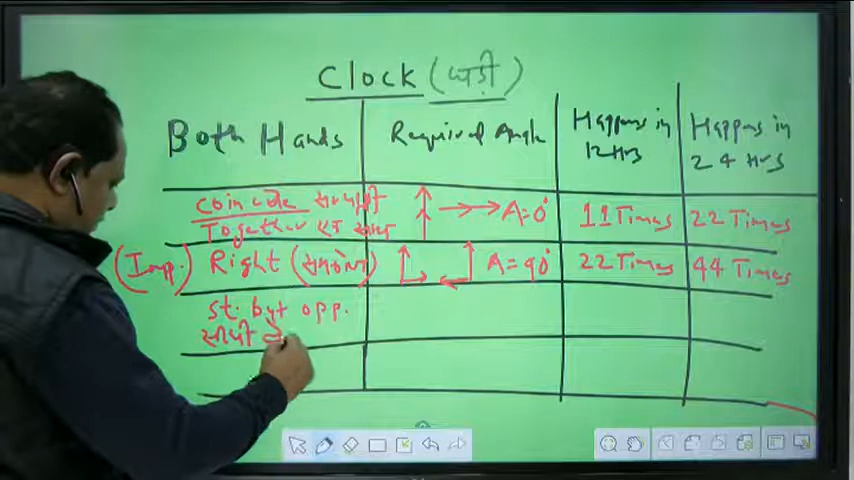 Clock (घड़ी)
Both Hands
Required Angle
Happens in 12 Hrs
Happens in 24 Hrs
coincide संपाती
Together एक साथ
A=0°
11 Times
22 Times
(Imp.) Right (समकोण)
A=90°
22 Times
44 Times
st. but opp.
सीधी